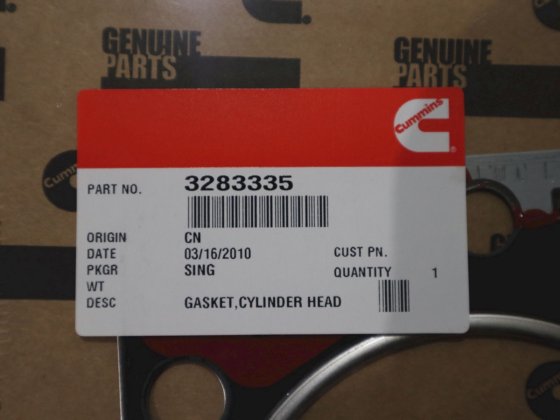 GENUINE
PARTS
GENUINE
PARTS
Cummins
PART NO. 3283335
ORIGIN CN
DATE 03/16/2010 CUST PN.
PKGR SING QUANTITY 1
WT
DESC GASKET,CYLINDER HEAD
Cummins